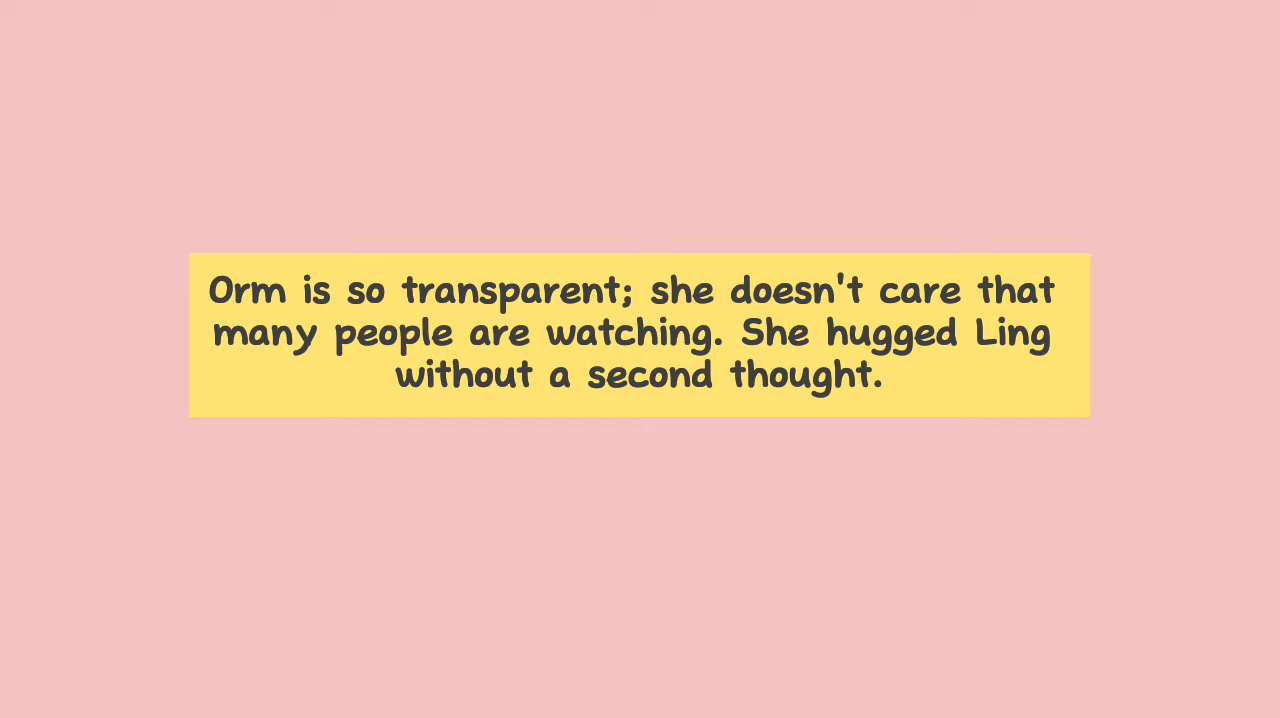 Orm is so transparent; she doesn't care that
many people are watching. She hugged Ling
without a second thought.